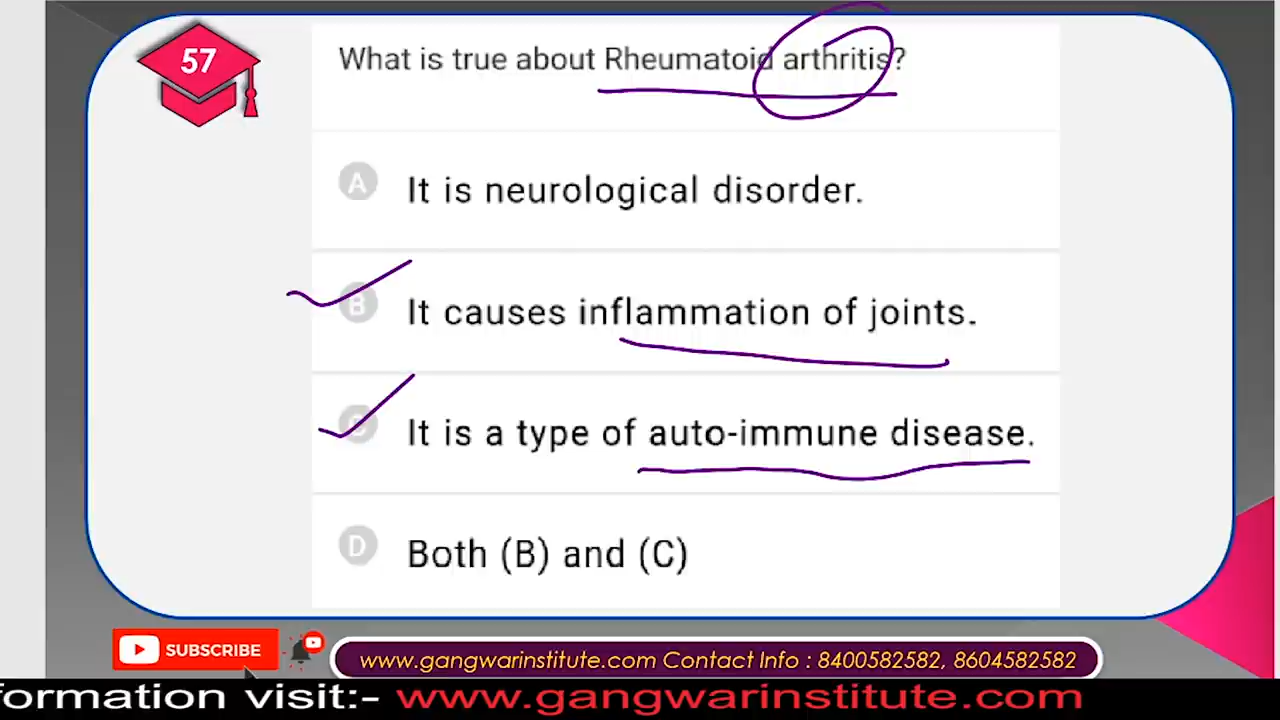 57
What is true about Rheumatoid arthritis?
A It is neurological disorder.
B It causes inflammation of joints.
C It is a type of auto-immune disease.
D Both (B) and (C)
SUBSCRIBE
www.gangwarinstitute.com Contact Info : 8400582582, 8604582582
formation visit:- www.gangwarinstitute.com